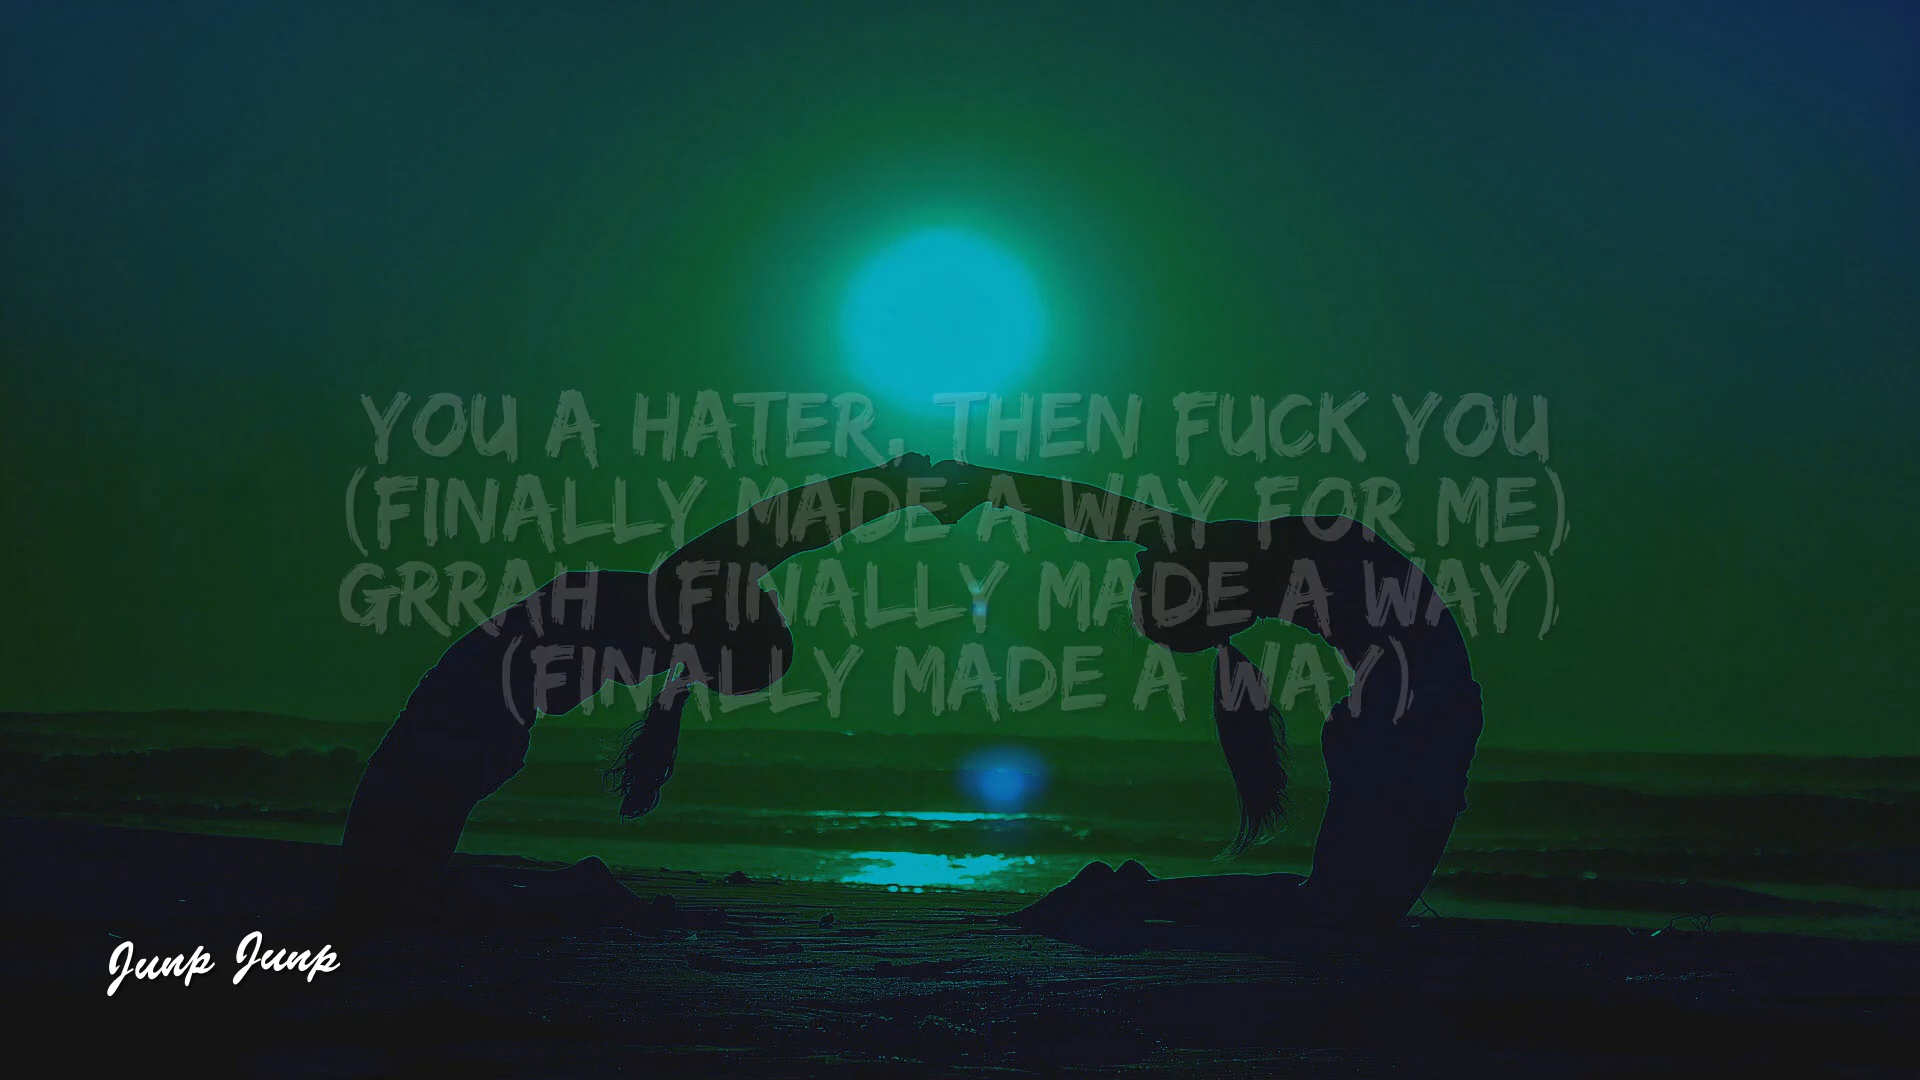 YOU A HATER, THEN FUCK YOU
(FINALLY MADE A WAY FOR ME)
GRRAH (FINALLY MADE A WAY)
(FINALLY MADE A WAY)
Junp Junp